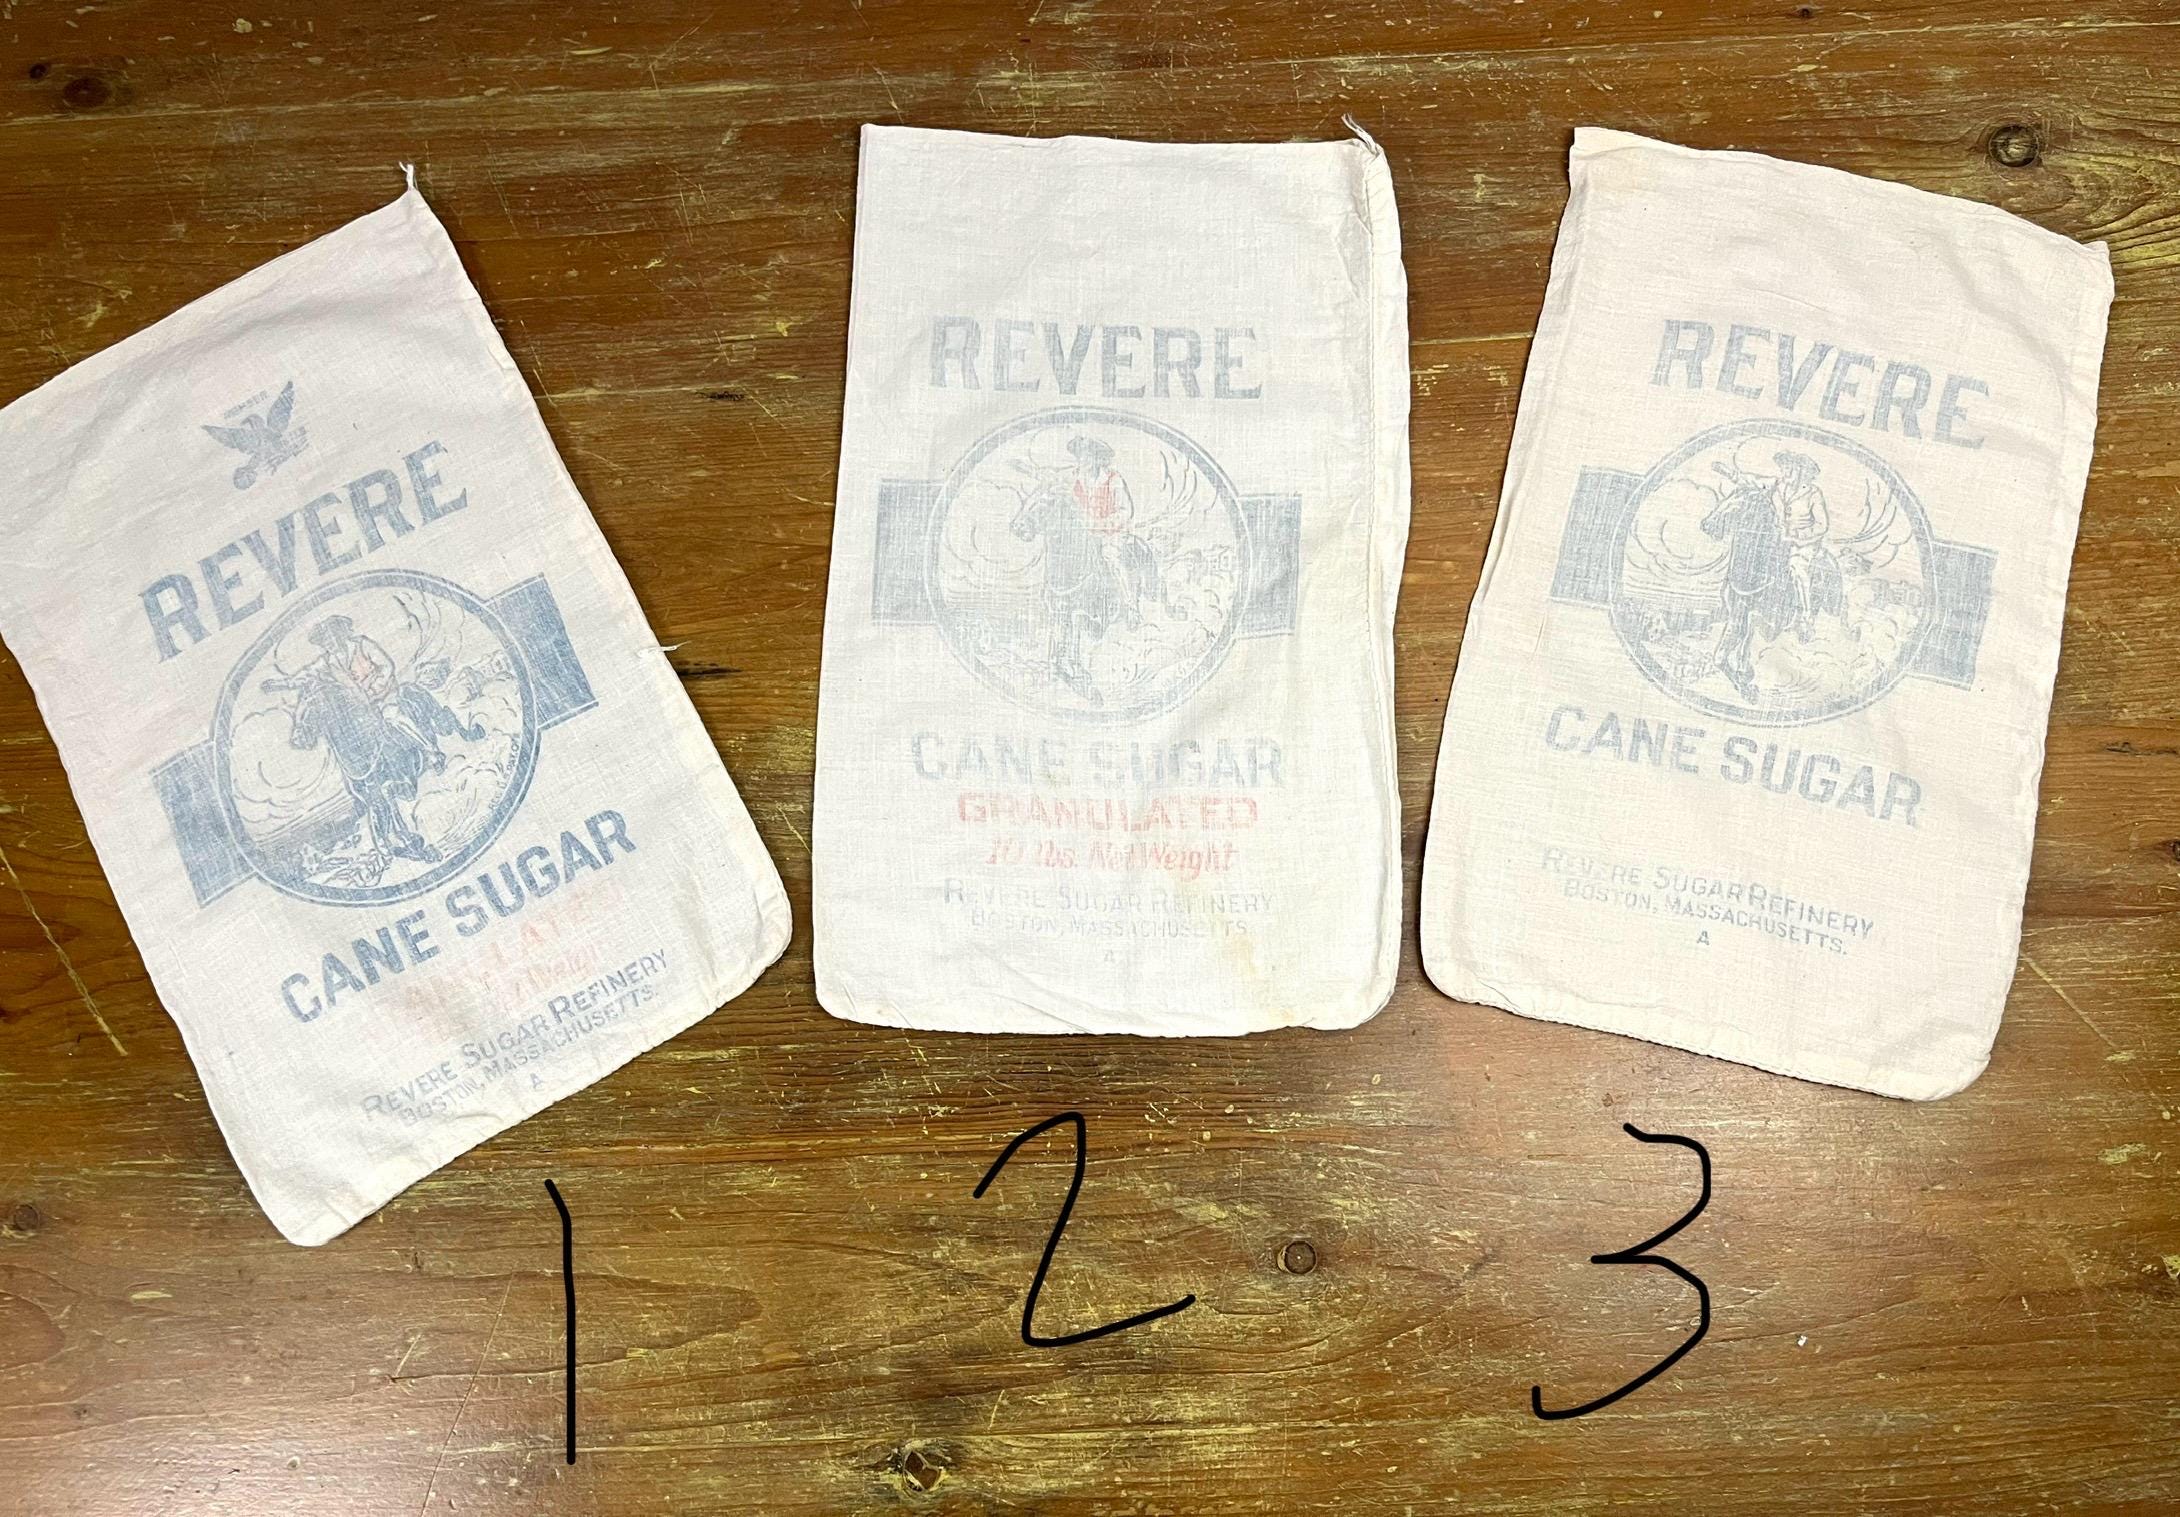 MEMBER
REVERE
CANE SUGAR
REVERE SUGAR REFINERY
BOSTON, MASSACHUSETTS.
A
REVERE
CANE SUGAR
GRANULATED
10 lbs. Net Weight
REVERE SUGAR REFINERY
BOSTON, MASSACHUSETTS.
A
REVERE
CANE SUGAR
REVERE SUGAR REFINERY
BOSTON, MASSACHUSETTS.
A
1
2
3